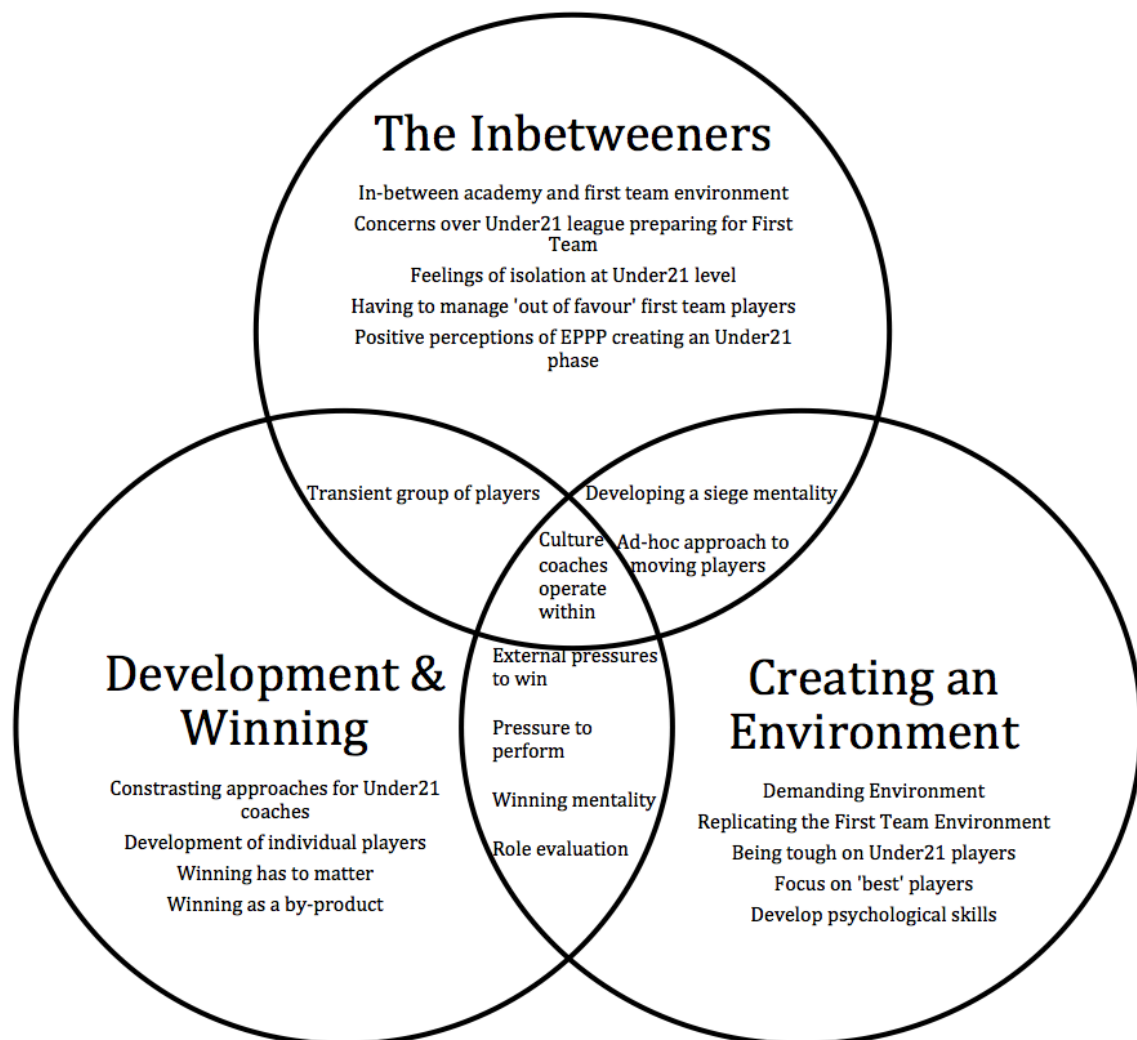 The Inbetweeners
In-between academy and first team environment
Concerns over Under21 league preparing for First
Team
Feelings of isolation at Under21 level
Having to manage 'out of favour' first team players
Positive perceptions of EPPP creating an Under21
phase
Transient group of players
Developing a siege mentality
Ad-hoc approach to
moving players
Culture
coaches
operate
within
External pressures
to win
Pressure to
perform
Winning mentality
Role evaluation
Development &
Winning
Constrasting approaches for Under21
coaches
Development of individual players
Winning has to matter
Winning as a by-product
Creating an
Environment
Demanding Environment
Replicating the First Team Environment
Being tough on Under21 players
Focus on 'best' players
Develop psychological skills